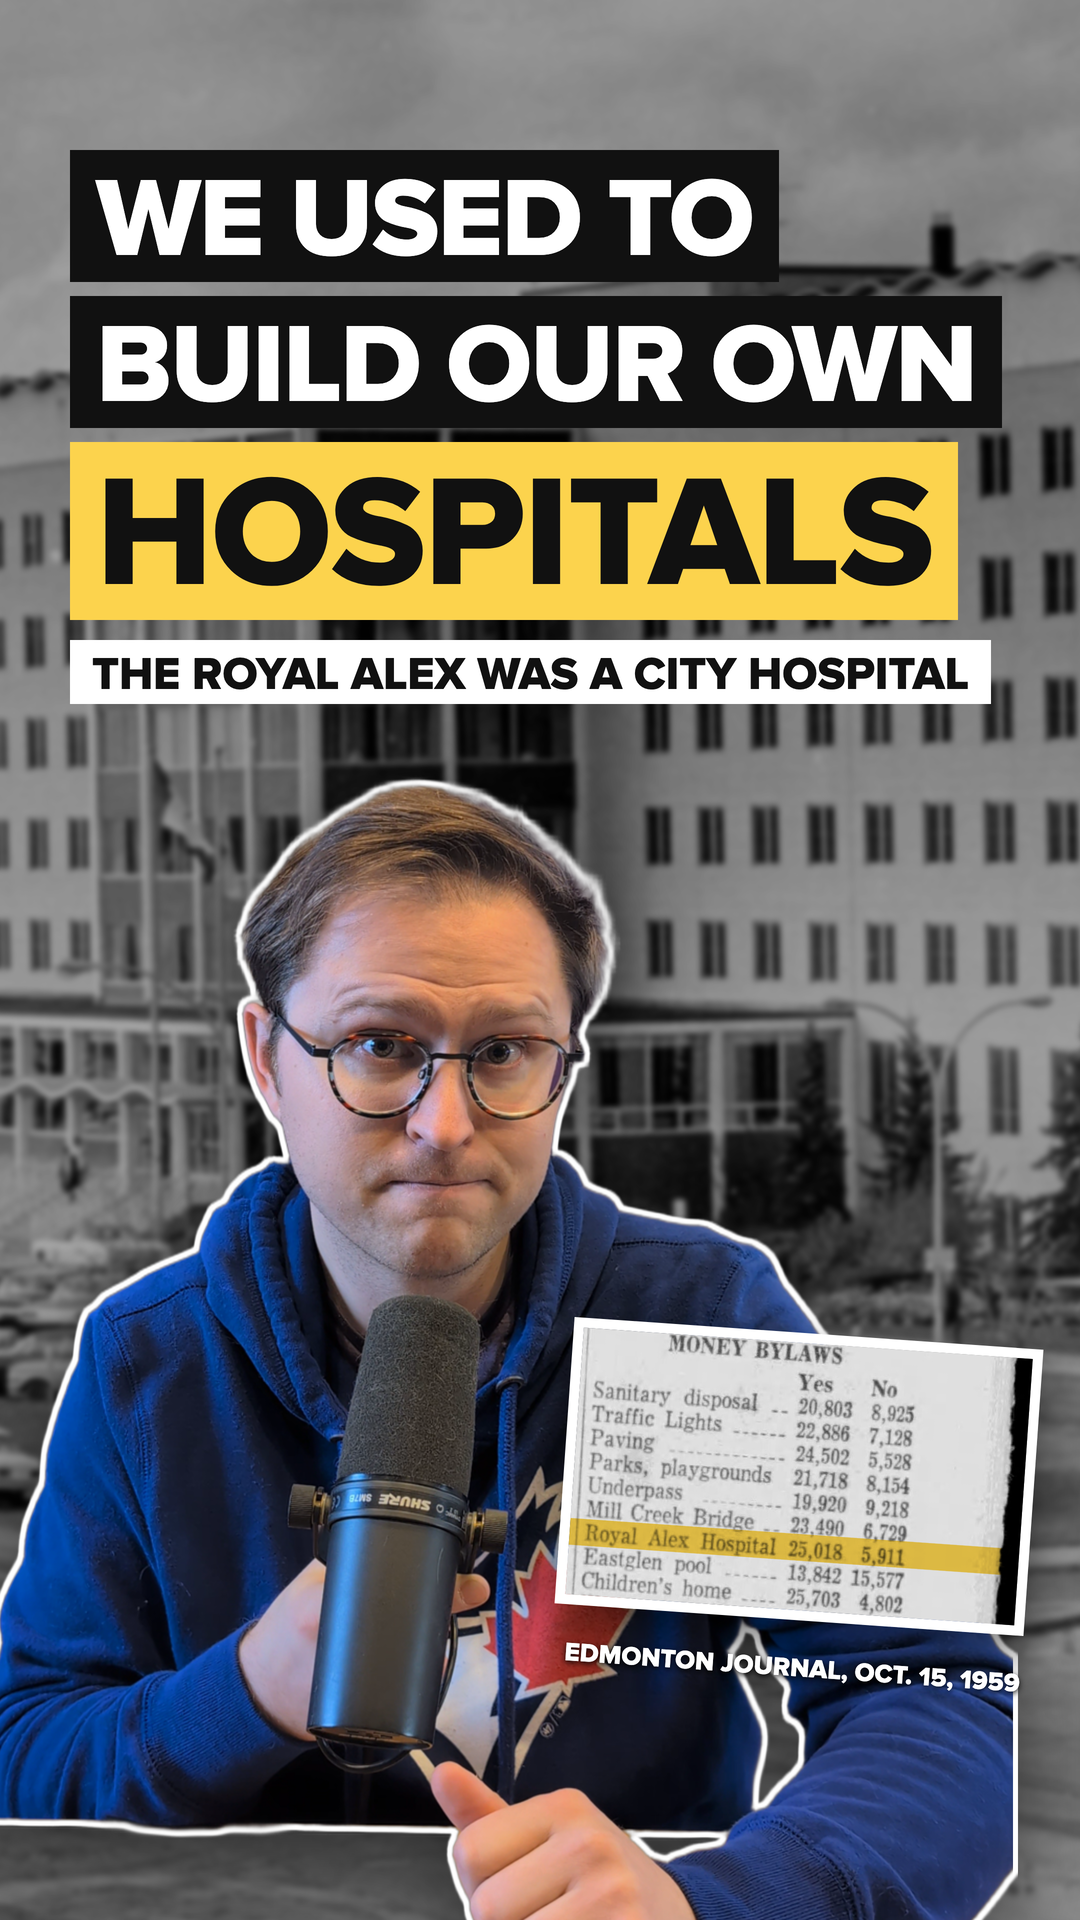 WE USED TO
BUILD OUR OWN
HOSPITALS
THE ROYAL ALEX WAS A CITY HOSPITAL
MONEY BYLAWS
Yes No
Sanitary disposal -- 20,803 8,925
Traffic Lights ------ 22,886 7,128
Paving ------------ 24,502 5,528
Parks, playgrounds 21,718 8,154
Underpass --------- 19,920 9,218
Mill Creek Bridge -- 23,490 6,729
Royal Alex Hospital 25,018 5,911
Eastglen pool ------ 13,842 15,577
Children's home ---- 25,703 4,802
EDMONTON JOURNAL, OCT. 15, 1959
SHURE SM7B